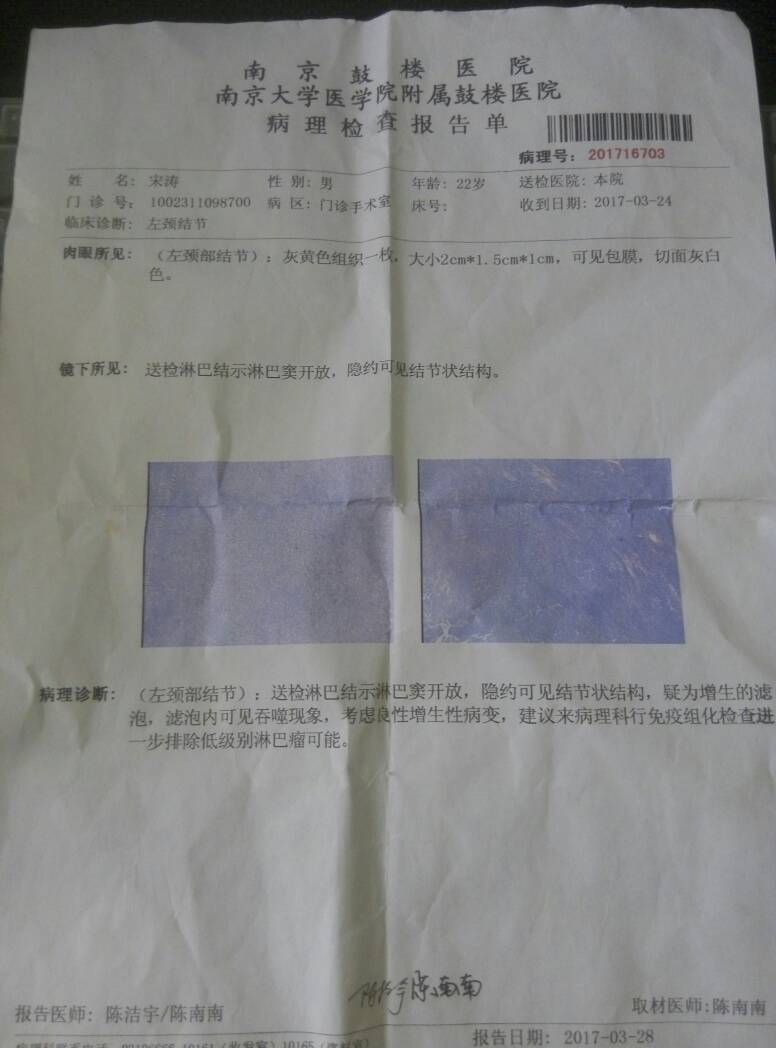 南京鼓楼医院
南京大学医学院附属鼓楼医院
病理检查报告单
病理号: 201716703
姓名: 宋涛 性别: 男 年龄: 22岁 送检医院: 本院
门诊号: 1002311098700 病区: 门诊手术室 床号: 收到日期: 2017-03-24
临床诊断: 左颈结节
肉眼所见: (左颈部结节): 灰黄色组织一枚, 大小2cm*1.5cm*1cm, 可见包膜, 切面灰白
色。
镜下所见: 送检淋巴结示淋巴窦开放, 隐约可见结节状结构。
病理诊断: (左颈部结节): 送检淋巴结示淋巴窦开放, 隐约可见结节状结构, 疑为增生的滤
泡, 滤泡内可见吞噬现象, 考虑良性增生性病变, 建议来病理科行免疫组化检查进
一步排除低级别淋巴瘤可能。
陈南南
报告医师: 陈洁宇/陈南南 取材医师: 陈南南
报告日期: 2017-03-28